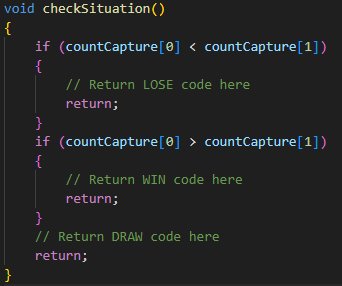 void checkSituation()
{
    if (countCapture[0] < countCapture[1])
    {
        // Return LOSE code here
        return;
    }
    if (countCapture[0] > countCapture[1])
    {
        // Return WIN code here
        return;
    }
    // Return DRAW code here
    return;
}